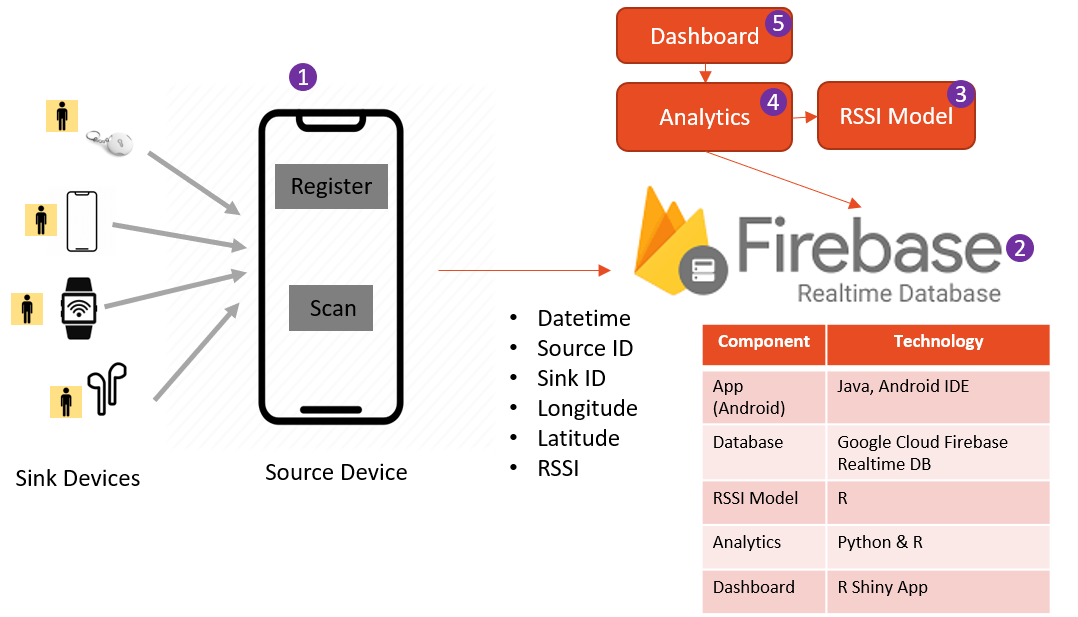 1
Register
Scan
Sink Devices
Source Device
• Datetime
• Source ID
• Sink ID
• Longitude
• Latitude
• RSSI
Dashboard 5
Analytics 4
RSSI Model 3
Firebase 2
Realtime Database
Component Technology
App Java, Android IDE
(Android)
Database Google Cloud Firebase
Realtime DB
RSSI Model R
Analytics Python & R
Dashboard R Shiny App